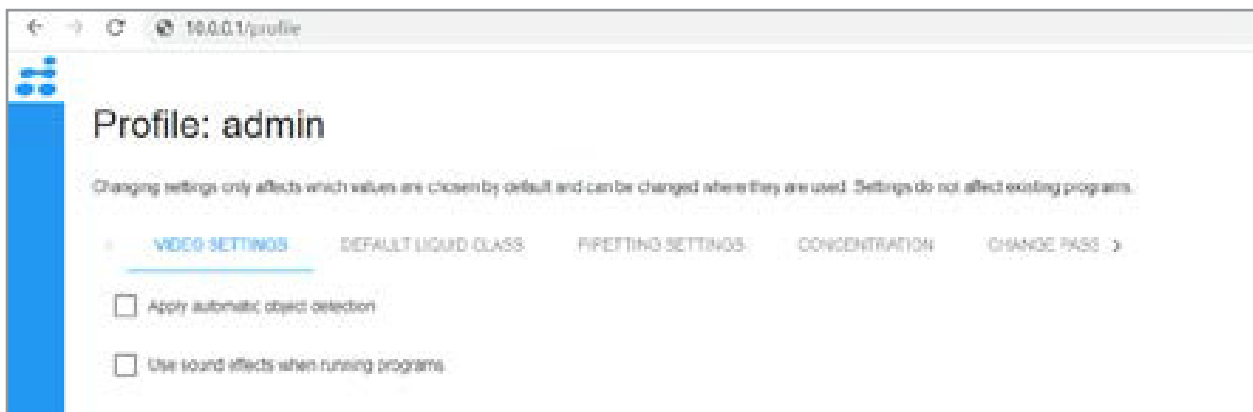 10.0.0.1/profile
Profile: admin
Changing settings only affects which values are chosen by default and can be changed where they are used. Settings do not affect existing programs.
VIDEO SETTINGS DEFAULT LIQUID CLASS PIPETTING SETTINGS CONCENTRATION CHANGE PASS
Apply automatic object detection
Use sound effects when running programs